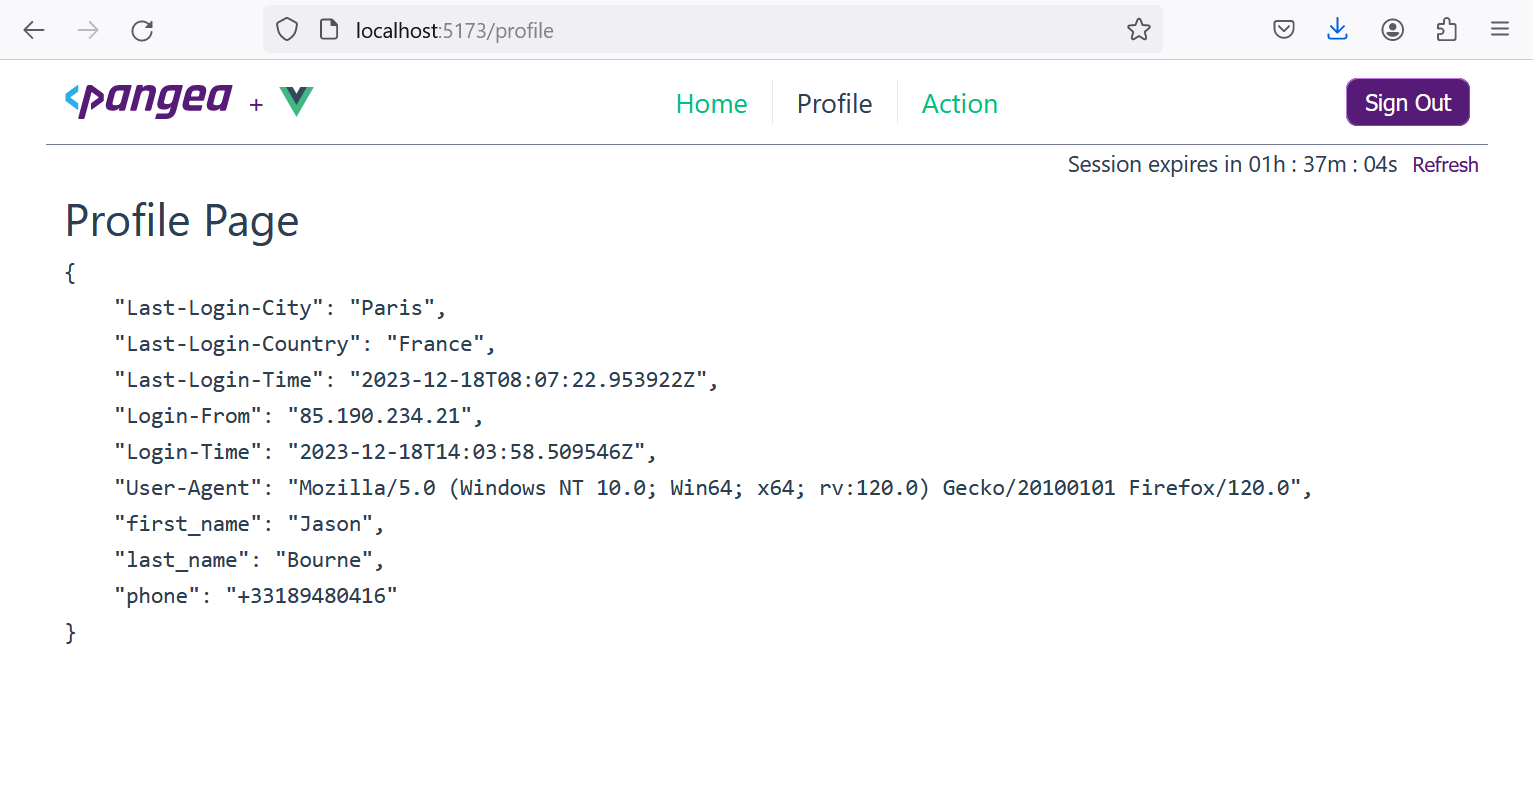 localhost:5173/profile
pangea + Home Profile Action Sign Out
Session expires in 01h : 37m : 04s Refresh
Profile Page
{
"Last-Login-City": "Paris",
"Last-Login-Country": "France",
"Last-Login-Time": "2023-12-18T08:07:22.953922Z",
"Login-From": "85.190.234.21",
"Login-Time": "2023-12-18T14:03:58.509546Z",
"User-Agent": "Mozilla/5.0 (Windows NT 10.0; Win64; x64; rv:120.0) Gecko/20100101 Firefox/120.0",
"first_name": "Jason",
"last_name": "Bourne",
"phone": "+33189480416"
}